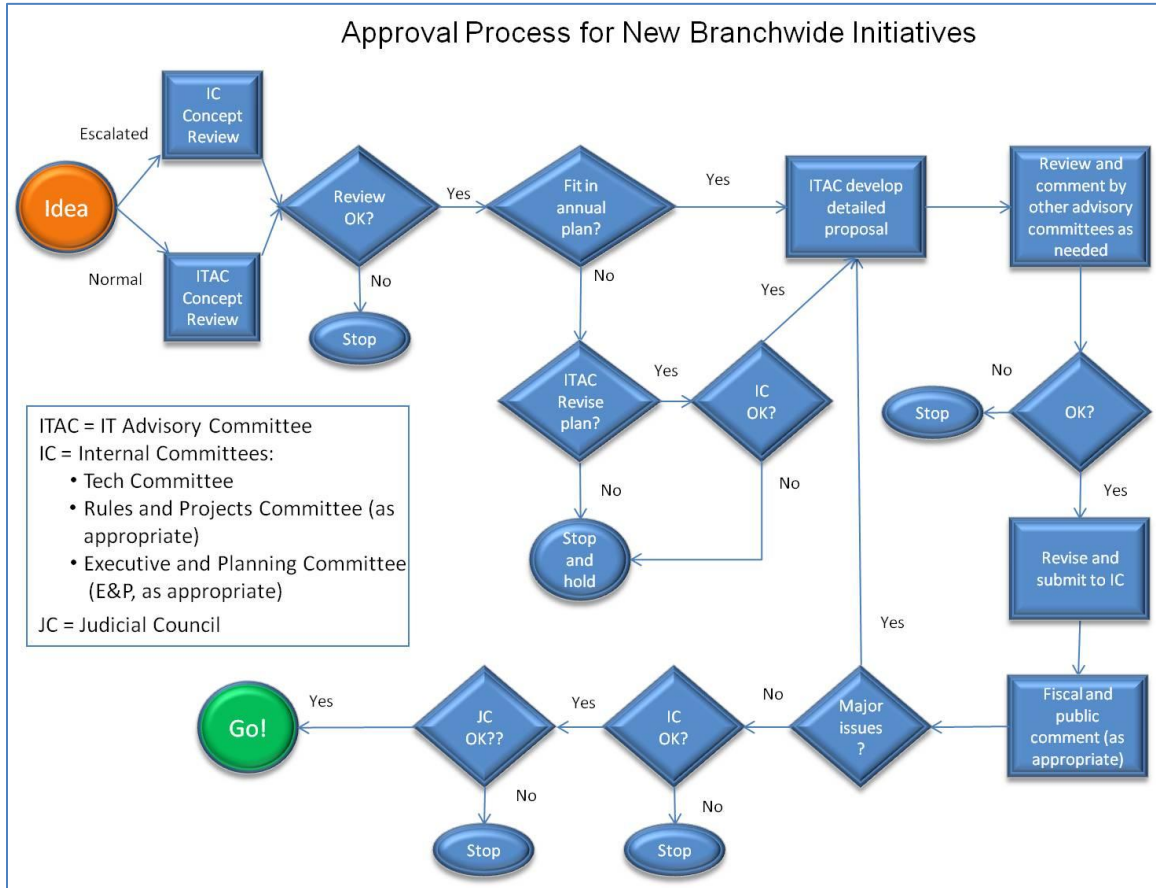 Approval Process for New Branchwide Initiatives
IC
Concept
Review
Escalated
Idea
Normal
ITAC
Concept
Review
Review
OK?
Yes
No
Stop
Fit in
annual
plan?
Yes
No
ITAC develop
detailed
proposal
Review and
comment by
other advisory
committees as
needed
Yes
ITAC
Revise
plan?
Yes
IC
OK?
No
No
Stop
and
hold
No
Stop
OK?
Yes
Revise and
submit to IC
Yes
Fiscal and
public
comment (as
appropriate)
Major
issues
?
No
IC
OK?
Yes
No
Stop
JC
OK??
Yes
No
Stop
Go!
ITAC = IT Advisory Committee
IC = Internal Committees:
• Tech Committee
• Rules and Projects Committee (as
appropriate)
• Executive and Planning Committee
(E&P, as appropriate)
JC = Judicial Council